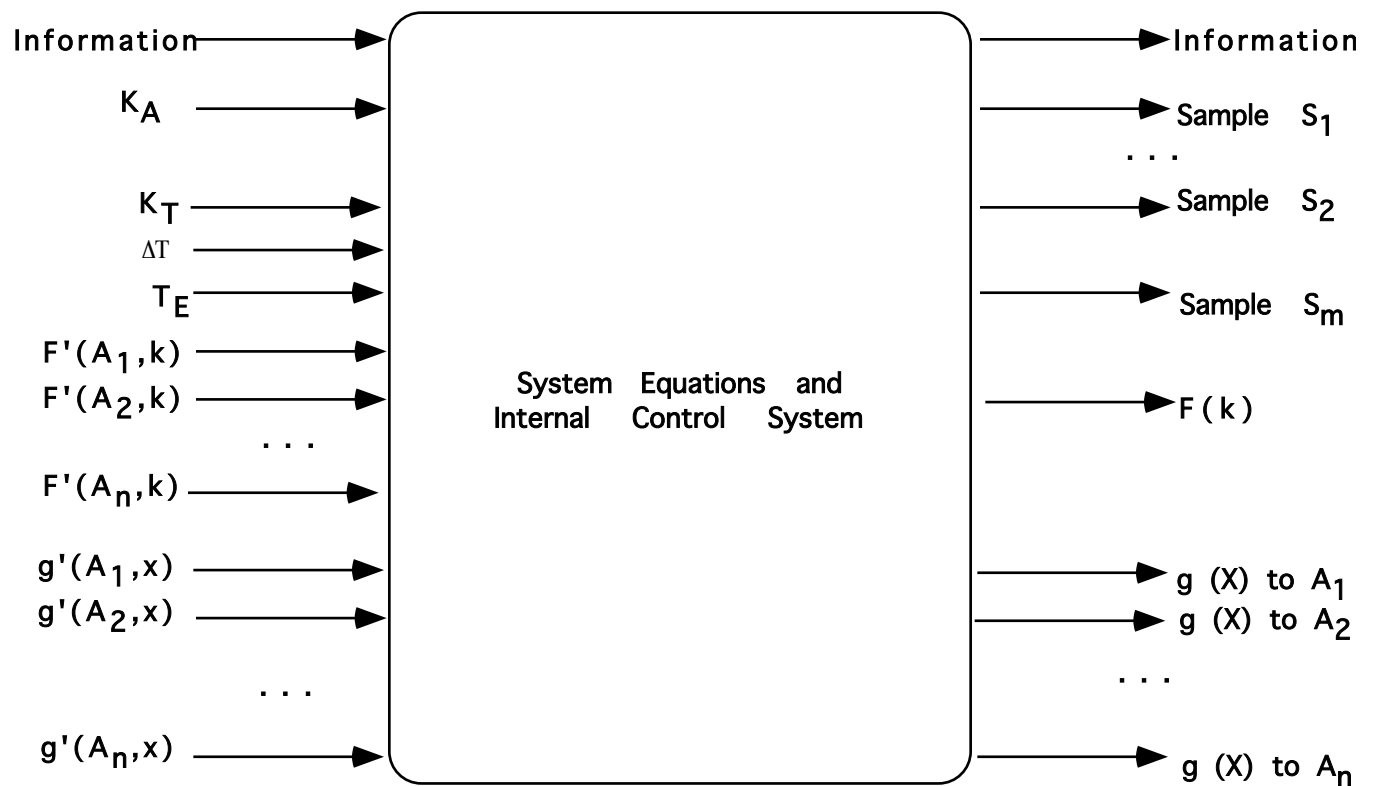 Information
K_A
K_T
ΔT
T_E
F'(A_1,k)
F'(A_2,k)
. . .
F'(A_n,k)
g'(A_1,x)
g'(A_2,x)
. . .
g'(A_n,x)
System Equations and
Internal Control System
Information
Sample S_1
. . .
Sample S_2
Sample S_m
F(k)
g (X) to A_1
g (X) to A_2
. . .
g (X) to A_n